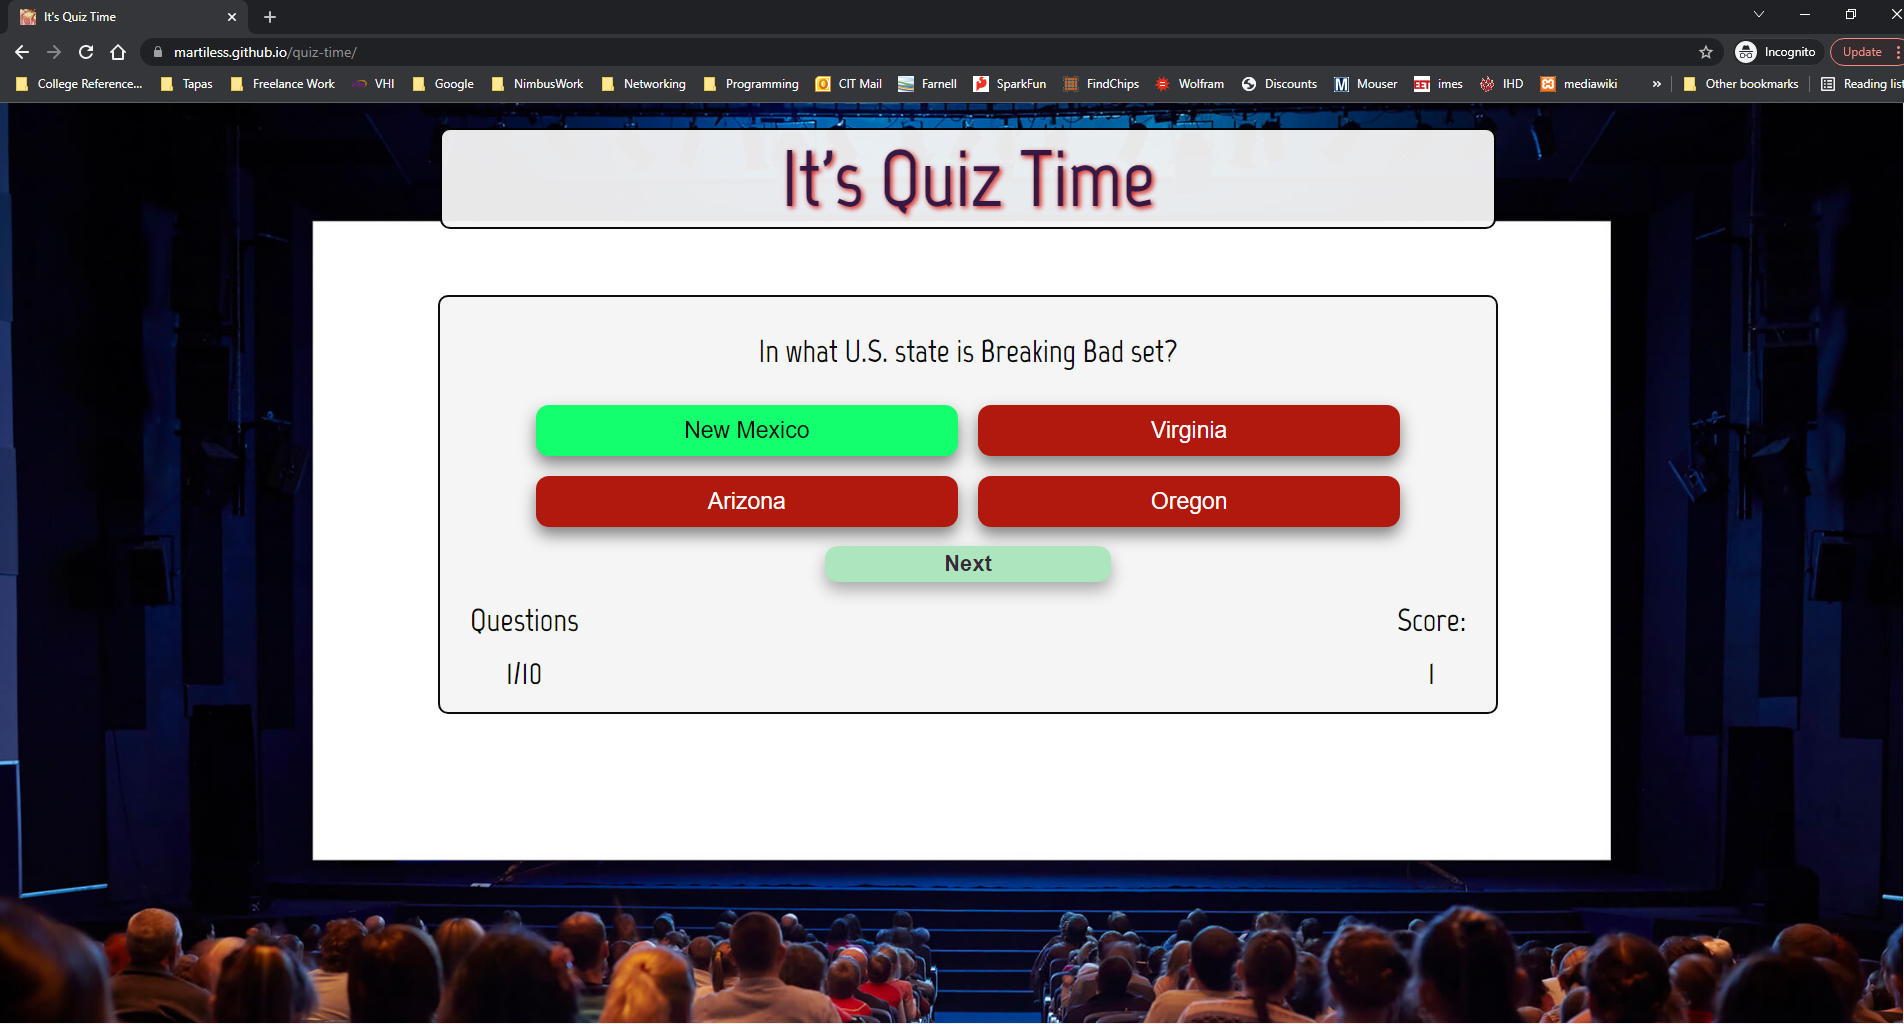 It's Quiz Time
martiless.github.io/quiz-time/
Incognito
Update
College Reference...
Tapas
Freelance Work
VHI
Google
NimbusWork
Networking
Programming
CIT Mail
Farnell
SparkFun
FindChips
Wolfram
Discounts
M Mouser
EET imes
IHD
mediawiki
»
Other bookmarks
Reading list
It's Quiz Time
In what U.S. state is Breaking Bad set?
New Mexico
Virginia
Arizona
Oregon
Next
Questions
Score:
1/10
1